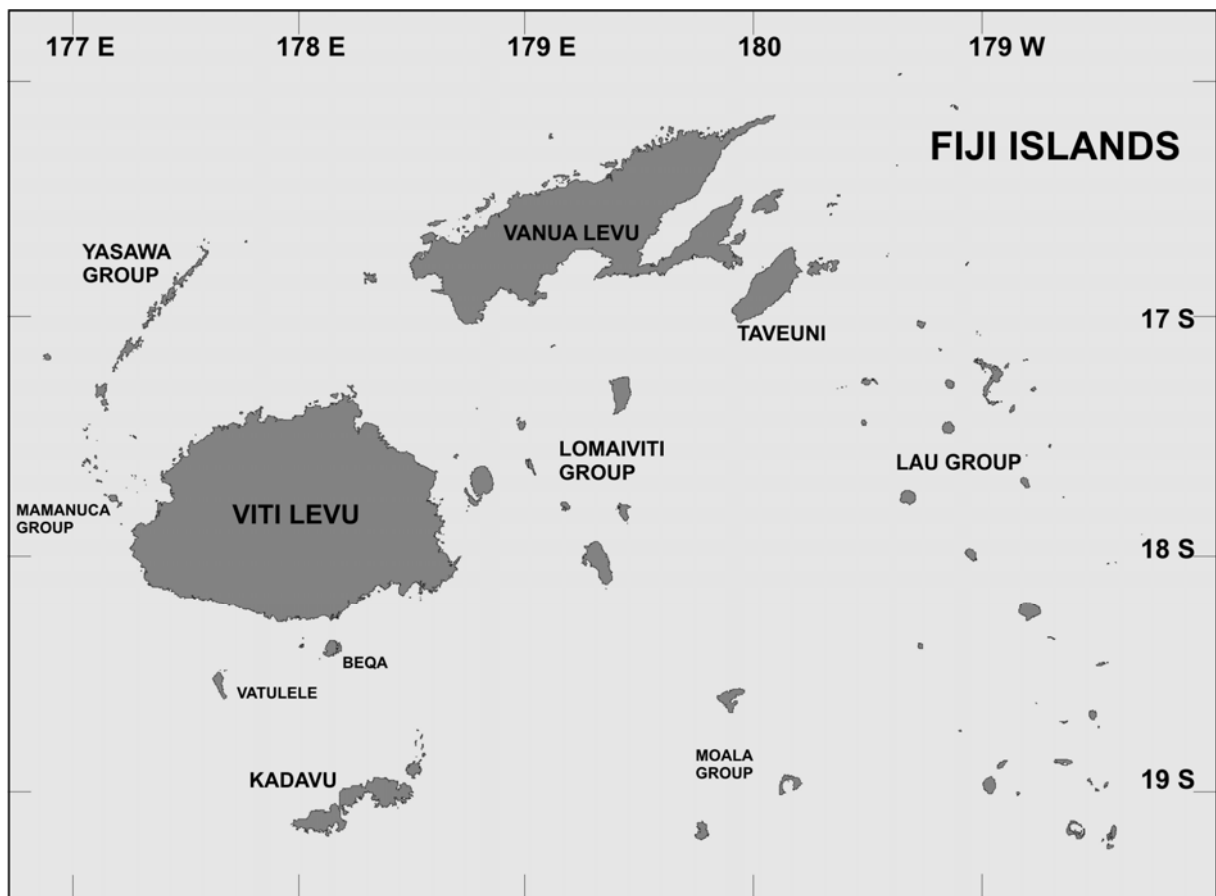 177 E
178 E
179 E
180
179 W
FIJI ISLANDS
VANUA LEVU
YASAWA
GROUP
17 S
TAVEUNI
LOMAIVITI
GROUP
LAU GROUP
MAMANUCA
GROUP
VITI LEVU
18 S
BEQA
VATULELE
KADAVU
MOALA
GROUP
19 S